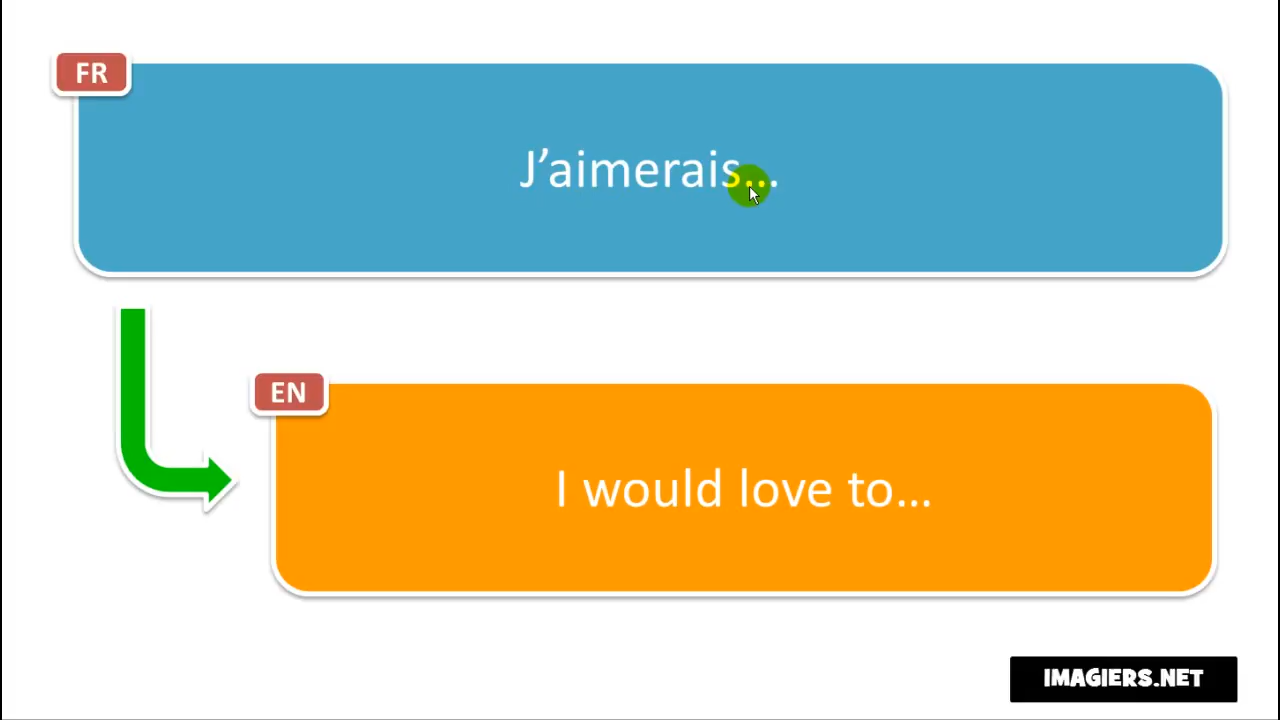 FR
J’aimerais...
EN
I would love to...
IMAGIERS.NET